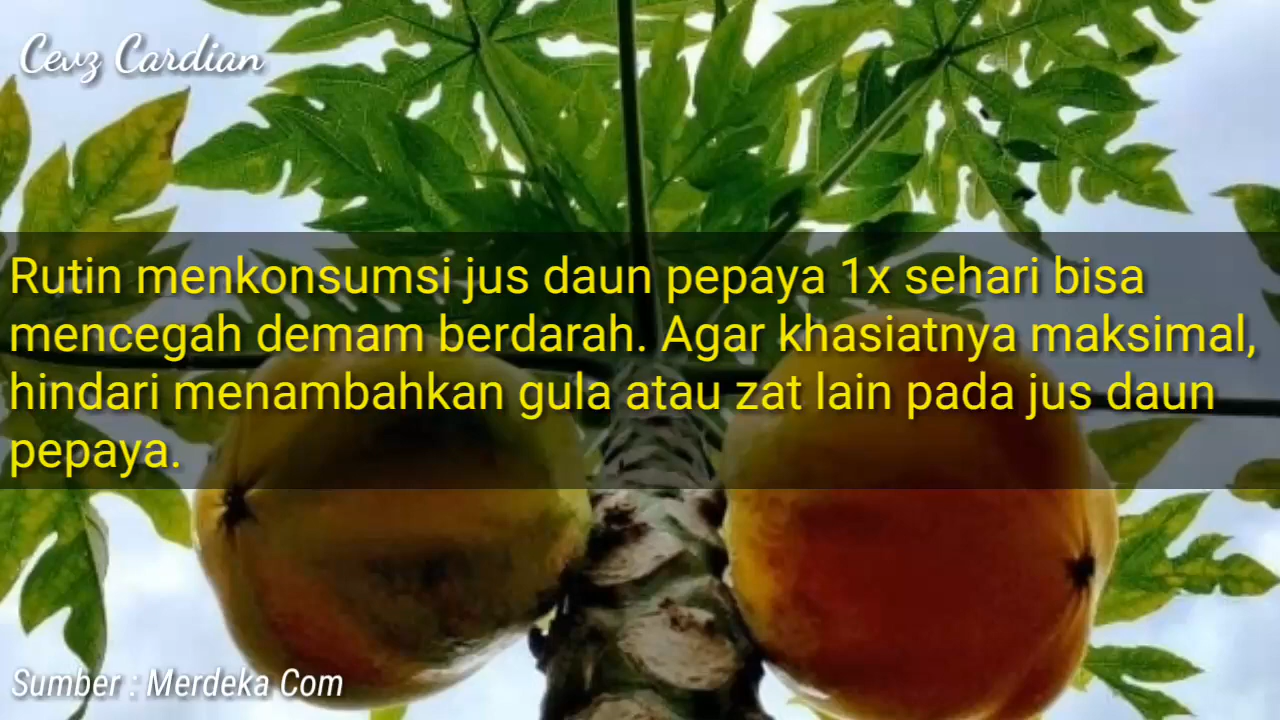 Cevz Cardian
Rutin menkonsumsi jus daun pepaya 1x sehari bisa
mencegah demam berdarah. Agar khasiatnya maksimal,
hindari menambahkan gula atau zat lain pada jus daun
pepaya.
Sumber : Merdeka Com